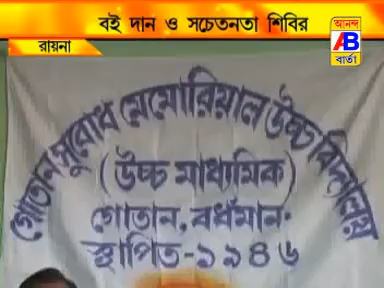 বই দান ও সচেতনতা শিবির
রায়না
আনন্দ
AB
বার্তা
গোতান সুবোধ মেমোরিয়াল উচ্চ বিদ্যালয়
( উচ্চ মাধ্যমিক )
গোতান, বর্ধমান.
স্থাপিত-১৯৪৬